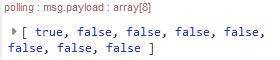 polling : msg.payload : array[8]
[ true, false, false, false, false,
false, false, false ]